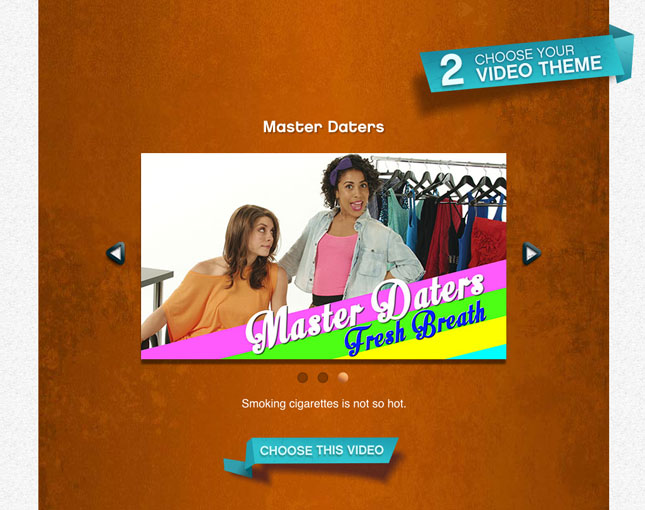 2 CHOOSE YOUR
VIDEO THEME
Master Daters
Master Daters
Fresh Breath
Smoking cigarettes is not so hot.
CHOOSE THIS VIDEO